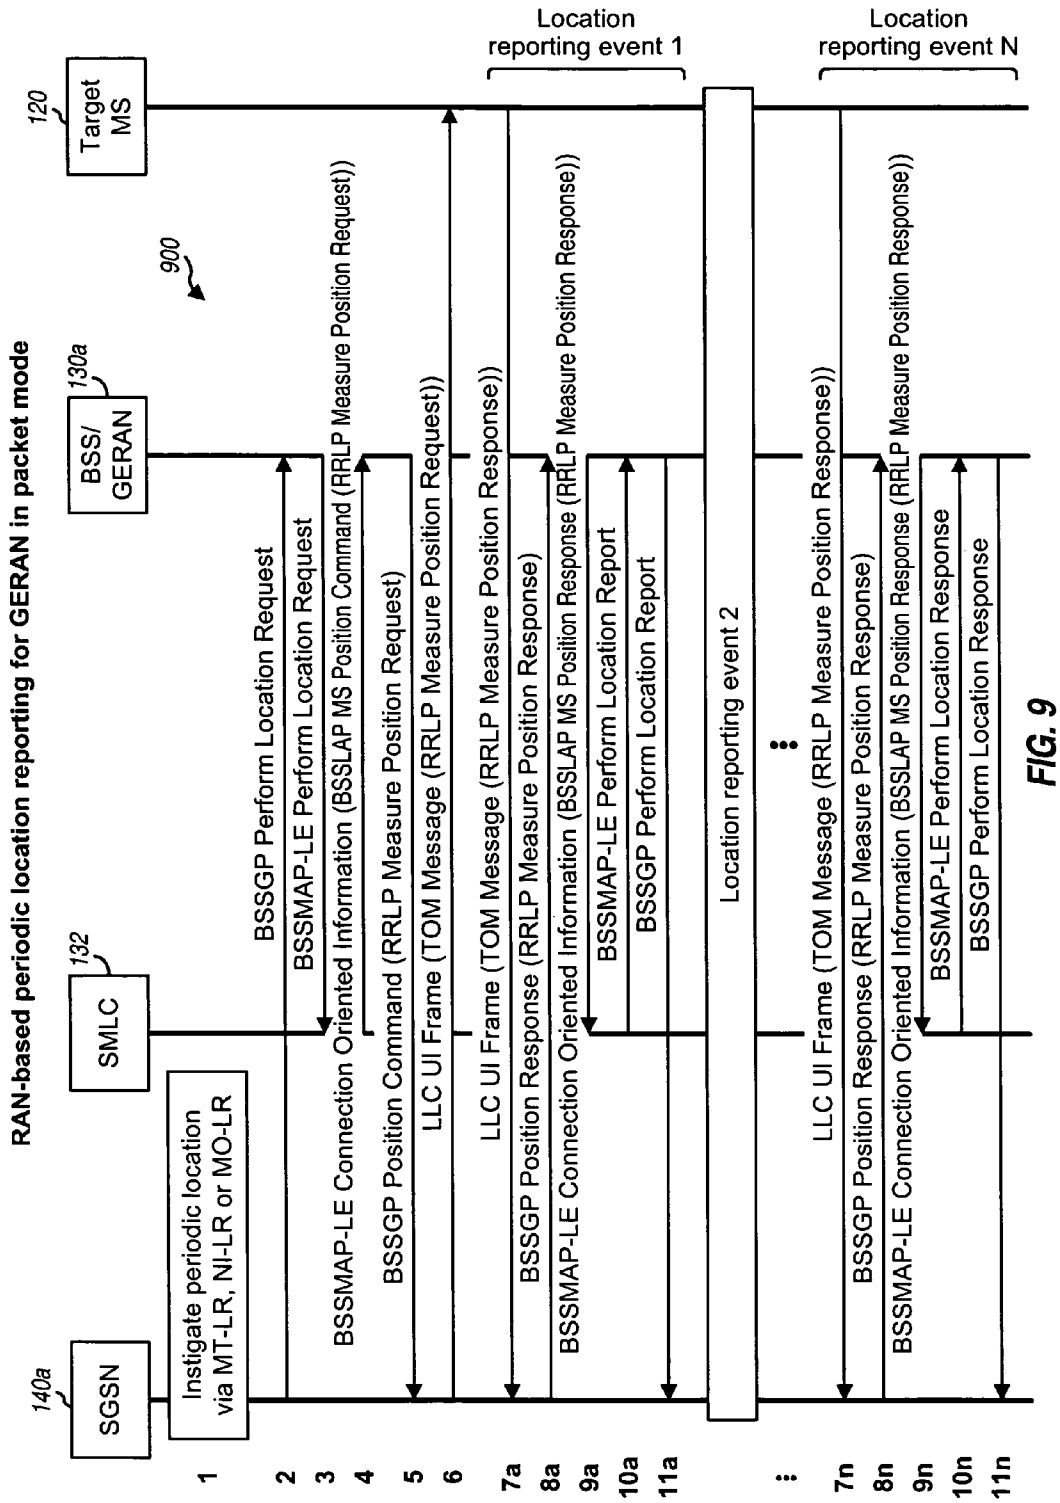 RAN-based periodic location reporting for GERAN in packet mode
140a
SGSN
132
SMLC
130a
BSS/
GERAN
120
Target
MS
900
1
Instigate periodic location
via MT-LR, NI-LR or MO-LR
2
BSSGP Perform Location Request
3
BSSMAP-LE Perform Location Request
4
BSSMAP-LE Connection Oriented Information (BSSLAP MS Position Command (RRLP Measure Position Request))
5
BSSGP Position Command (RRLP Measure Position Request)
6
LLC UI Frame (TOM Message (RRLP Measure Position Request))
Location
reporting event 1
7a
LLC UI Frame (TOM Message (RRLP Measure Position Response))
8a
BSSGP Position Response (RRLP Measure Position Response)
9a
BSSMAP-LE Connection Oriented Information (BSSLAP MS Position Response (RRLP Measure Position Response))
10a
BSSMAP-LE Perform Location Report
11a
BSSGP Perform Location Report
Location reporting event 2
...
Location
reporting event N
7n
LLC UI Frame (TOM Message (RRLP Measure Position Response))
8n
BSSGP Position Response (RRLP Measure Position Response)
9n
BSSMAP-LE Connection Oriented Information (BSSLAP MS Position Response (RRLP Measure Position Response))
10n
BSSMAP-LE Perform Location Response
11n
BSSGP Perform Location Response
FIG. 9